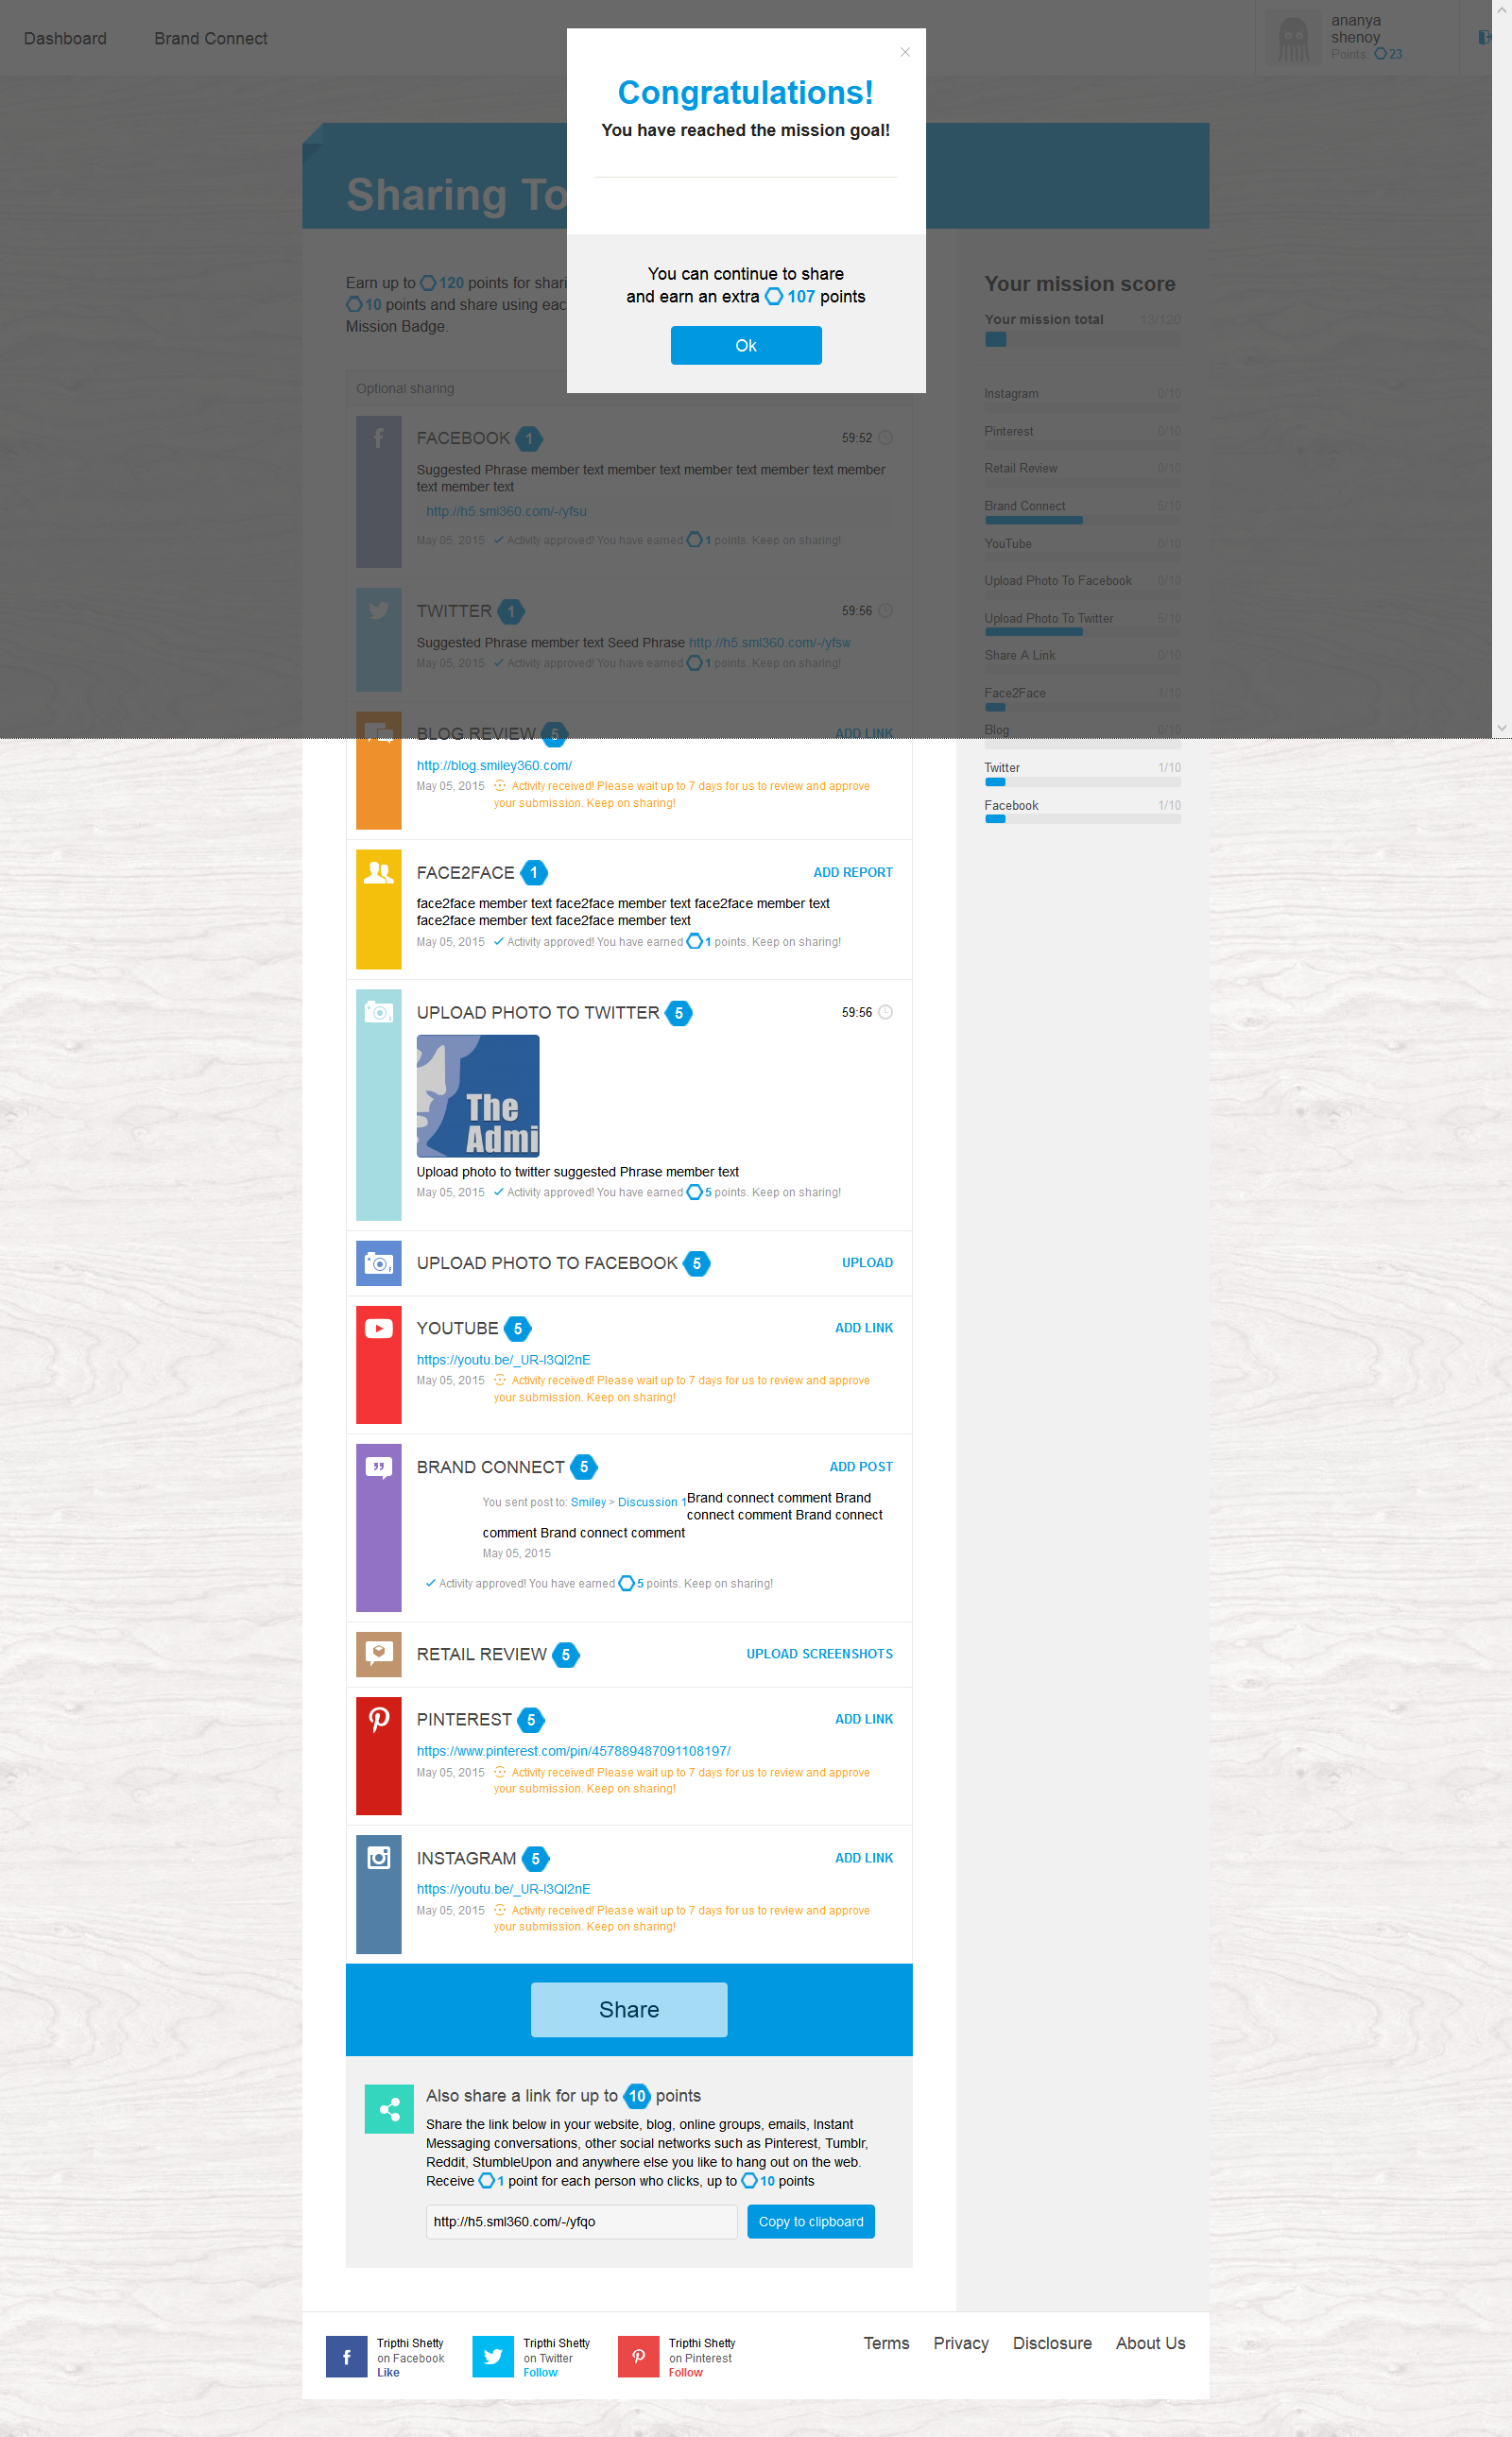 Dashboard
Brand Connect
ananya
shenoy
Points: 23
Congratulations!
You have reached the mission goal!
You can continue to share
and earn an extra 107 points
Ok
Sharing To
Earn up to 120 points for shari
10 points and share using eac
Mission Badge.
Optional sharing
FACEBOOK 1
59:52
Suggested Phrase member text member text member text member text member
text member text
http://h5.sml360.com/-/yfsu
May 05, 2015 Activity approved! You have earned 1 points. Keep on sharing!
TWITTER 1
59:56
Suggested Phrase member text Seed Phrase http://h5.sml360.com/-/yfsw
May 05, 2015 Activity approved! You have earned 1 points. Keep on sharing!
BLOG REVIEW 5
ADD LINK
http://blog.smiley360.com/
May 05, 2015 Activity received! Please wait up to 7 days for us to review and approve
your submission. Keep on sharing!
FACE2FACE 1
ADD REPORT
face2face member text face2face member text face2face member text
face2face member text face2face member text
May 05, 2015 Activity approved! You have earned 1 points. Keep on sharing!
UPLOAD PHOTO TO TWITTER 5
59:56
The
Admi
Upload photo to twitter suggested Phrase member text
May 05, 2015 Activity approved! You have earned 5 points. Keep on sharing!
UPLOAD PHOTO TO FACEBOOK 5
UPLOAD
YOUTUBE 5
ADD LINK
https://youtu.be/_UR-l3Ql2nE
May 05, 2015 Activity received! Please wait up to 7 days for us to review and approve
your submission. Keep on sharing!
BRAND CONNECT 5
ADD POST
You sent post to: Smiley > Discussion 1 Brand connect comment Brand
connect comment Brand connect
comment Brand connect comment
May 05, 2015
Activity approved! You have earned 5 points. Keep on sharing!
RETAIL REVIEW 5
UPLOAD SCREENSHOTS
PINTEREST 5
ADD LINK
https://www.pinterest.com/pin/457889487091108197/
May 05, 2015 Activity received! Please wait up to 7 days for us to review and approve
your submission. Keep on sharing!
INSTAGRAM 5
ADD LINK
https://youtu.be/_UR-l3Ql2nE
May 05, 2015 Activity received! Please wait up to 7 days for us to review and approve
your submission. Keep on sharing!
Share
Also share a link for up to 10 points
Share the link below in your website, blog, online groups, emails, Instant
Messaging conversations, other social networks such as Pinterest, Tumblr,
Reddit, StumbleUpon and anywhere else you like to hang out on the web.
Receive 1 point for each person who clicks, up to 10 points
http://h5.sml360.com/-/yfqo
Copy to clipboard
Your mission score
Your mission total 13/120
Instagram 0/10
Pinterest 0/10
Retail Review 0/10
Brand Connect 5/10
YouTube 0/10
Upload Photo To Facebook 0/10
Upload Photo To Twitter 5/10
Share A Link 0/10
Face2Face 1/10
Blog 0/10
Twitter 1/10
Facebook 1/10
Tripthi Shetty
on Facebook
Like
Tripthi Shetty
on Twitter
Follow
Tripthi Shetty
on Pinterest
Follow
Terms
Privacy
Disclosure
About Us